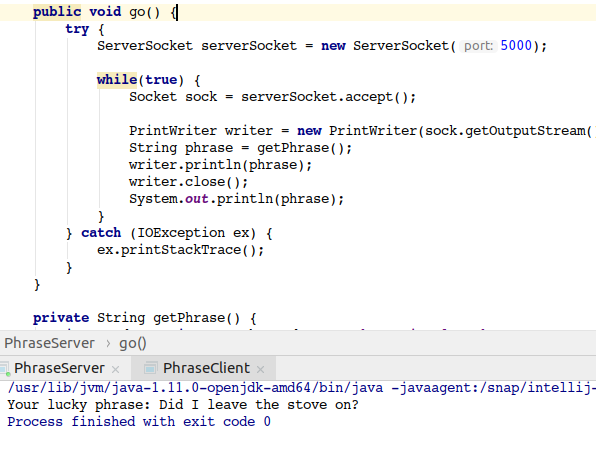 public void go() {
try {
ServerSocket serverSocket = new ServerSocket( port: 5000);
while(true) {
Socket sock = serverSocket.accept();
PrintWriter writer = new PrintWriter(sock.getOutputStream(
String phrase = getPhrase();
writer.println(phrase);
writer.close();
System.out.println(phrase);
}
} catch (IOException ex) {
ex.printStackTrace();
}
}
private String getPhrase() {
PhraseServer › go()
PhraseServer × PhraseClient ×
/usr/lib/jvm/java-1.11.0-openjdk-amd64/bin/java -javaagent:/snap/intellij-
Your lucky phrase: Did I leave the stove on?
Process finished with exit code 0